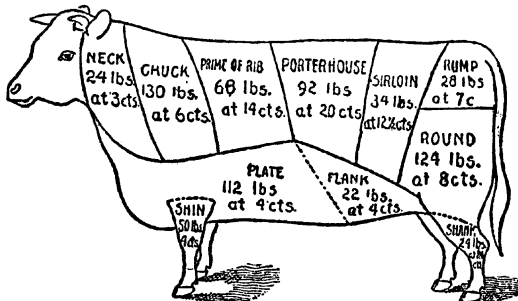 NECK
24 lbs.
at 3cts.
CHUCK
130 lbs.
at 6cts.
PRIME OF RIB
68 lbs.
at 14cts.
PORTERHOUSE
92 lbs
at 20cts
SIRLOIN
34 lbs.
at 12½cts
RUMP
28 lbs
at 7c
ROUND
124 lbs.
at 8cts.
PLATE
112 lbs
at 4cts.
FLANK
22 lbs.
at 4cts.
SHIN
50 lbs
4cts
SHANK
24 lbs